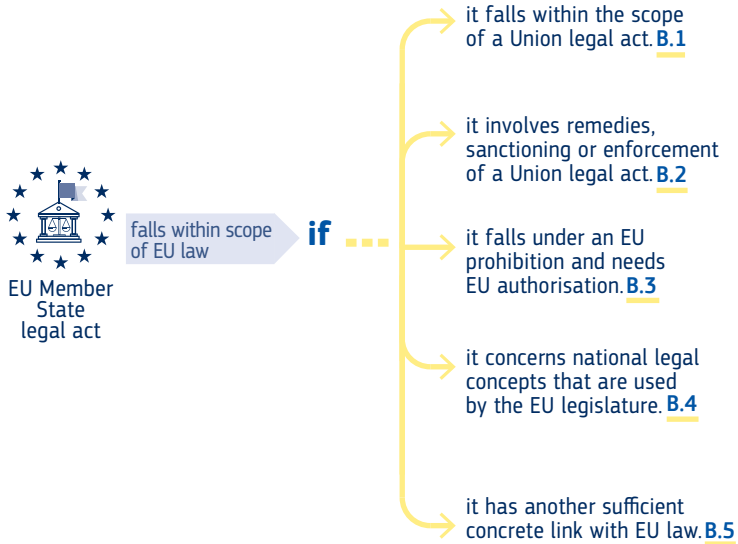 EU Member
State
legal act
falls within scope
of EU law
if
it falls within the scope
of a Union legal act. B.1
it involves remedies,
sanctioning or enforcement
of a Union legal act. B.2
it falls under an EU
prohibition and needs
EU authorisation. B.3
it concerns national legal
concepts that are used
by the EU legislature. B.4
it has another sufficient
concrete link with EU law. B.5